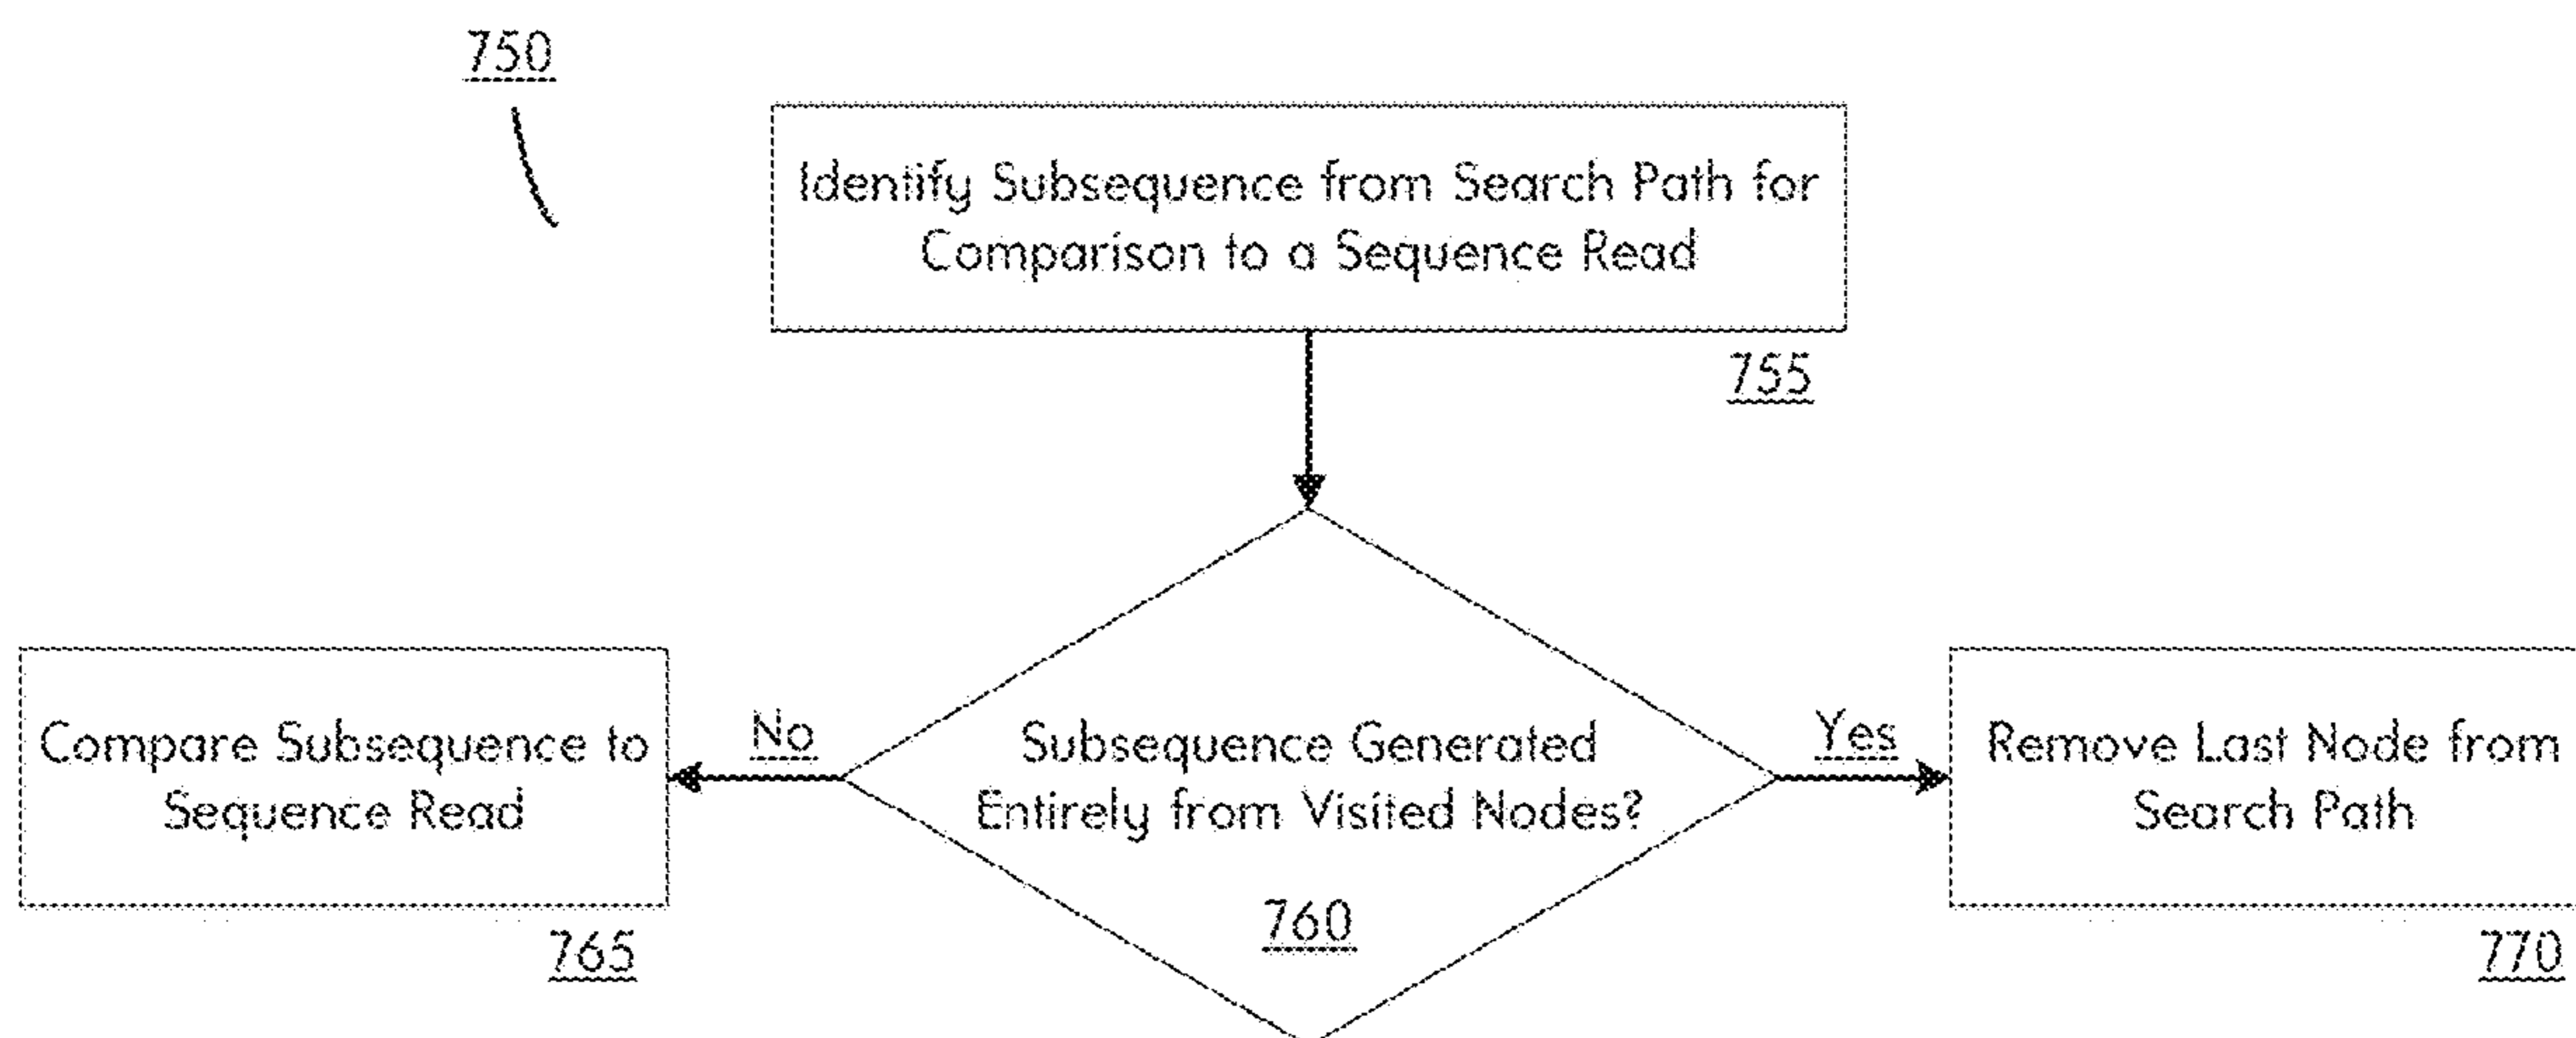 750
Identify Subsequence from Search Path for
Comparison to a Sequence Read
755
Compare Subsequence to
Sequence Read
765
No
Subsequence Generated
Entirely from Visited Nodes?
760
Yes
Remove Last Node from
Search Path
770